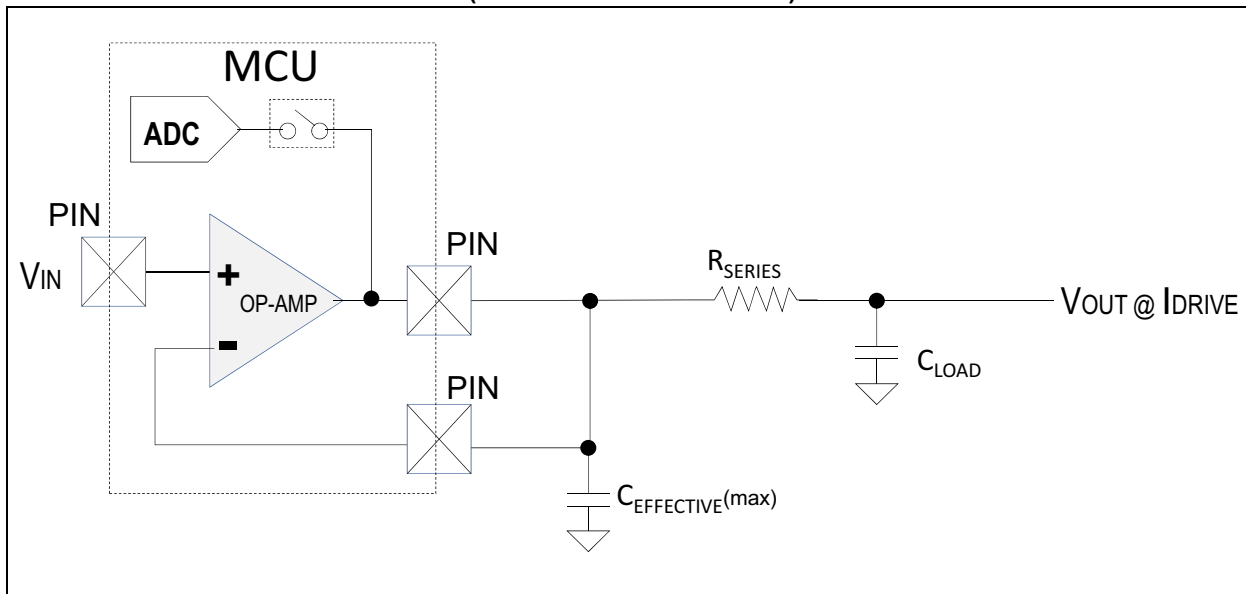 MCU
ADC
PIN
VIN
+
OP-AMP
-
PIN
RSERIES
VOUT @ IDRIVE
CLOAD
PIN
CEFFECTIVE(max)